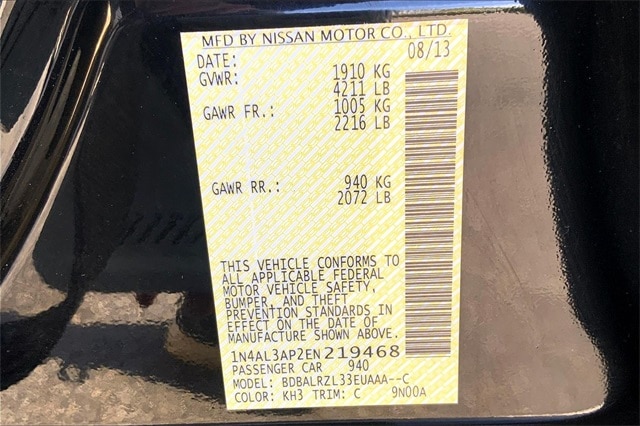 MFD BY NISSAN MOTOR CO., LTD.
DATE: 08/13
GVWR: 1910 KG
4211 LB
GAWR FR.: 1005 KG
2216 LB
GAWR RR.: 940 KG
2072 LB
THIS VEHICLE CONFORMS TO
ALL APPLICABLE FEDERAL
MOTOR VEHICLE SAFETY,
BUMPER, AND THEFT
PREVENTION STANDARDS IN
EFFECT ON THE DATE OF
MANUFACTURE SHOWN ABOVE.
1N4AL3AP2EN219468
PASSENGER CAR 940
MODEL: BDBALRZL33EUAAA--C
COLOR: KH3 TRIM: C 9N00A